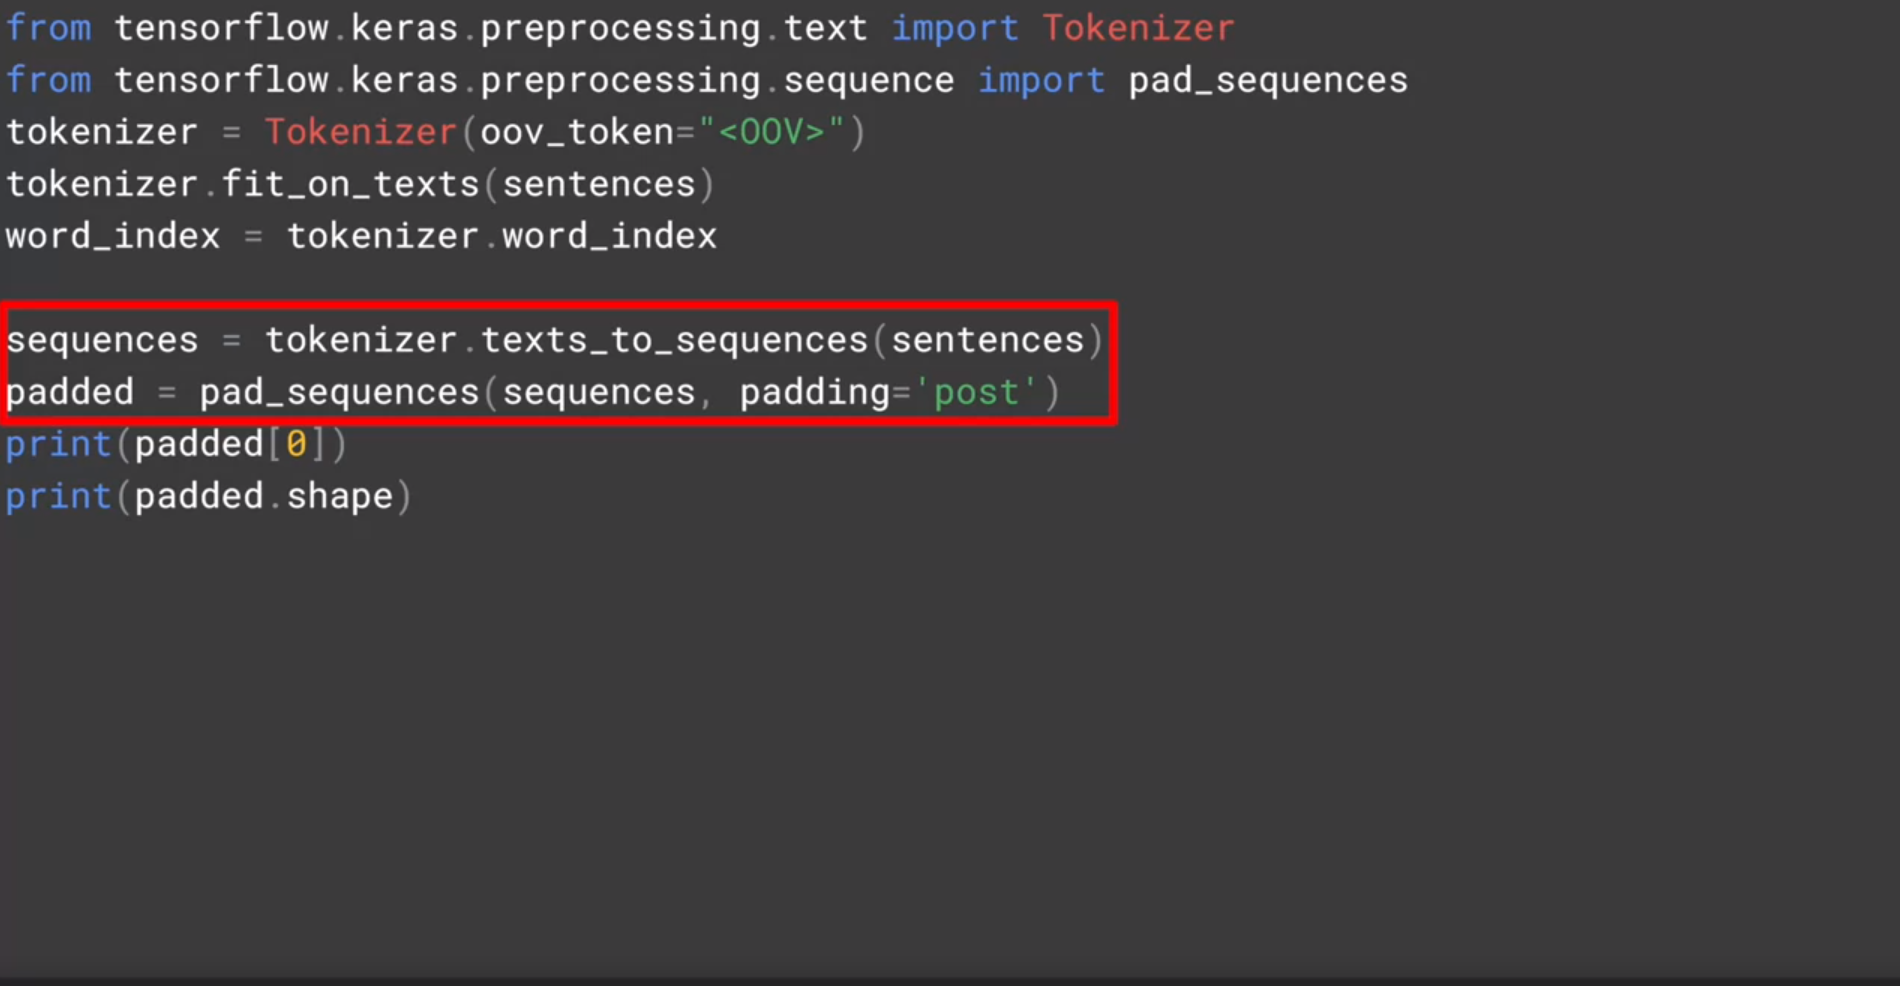 from tensorflow.keras.preprocessing.text import Tokenizer
from tensorflow.keras.preprocessing.sequence import pad_sequences
tokenizer = Tokenizer(oov_token="<OOV>")
tokenizer.fit_on_texts(sentences)
word_index = tokenizer.word_index
sequences = tokenizer.texts_to_sequences(sentences)
padded = pad_sequences(sequences, padding='post')
print(padded[0])
print(padded.shape)